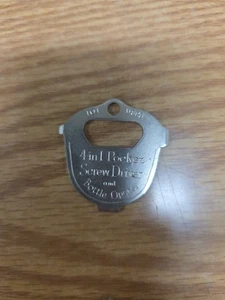 4 in 1 Pocket
Screw Driver
and
Bottle Opener